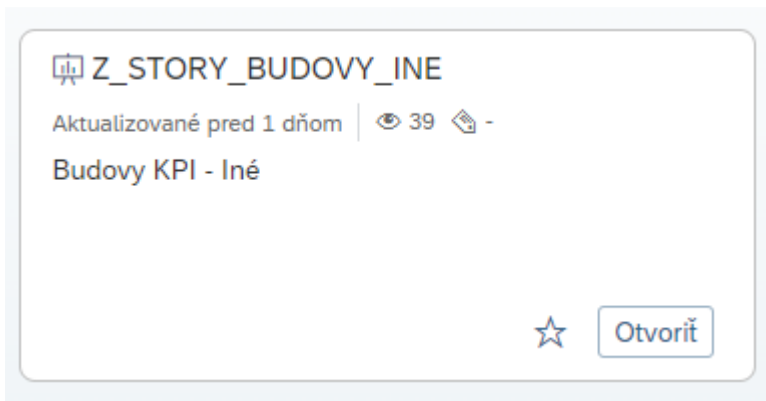 Z_STORY_BUDOVY_INE
Aktualizované pred 1 dňom 39 -
Budovy KPI - Iné
Otvoriť